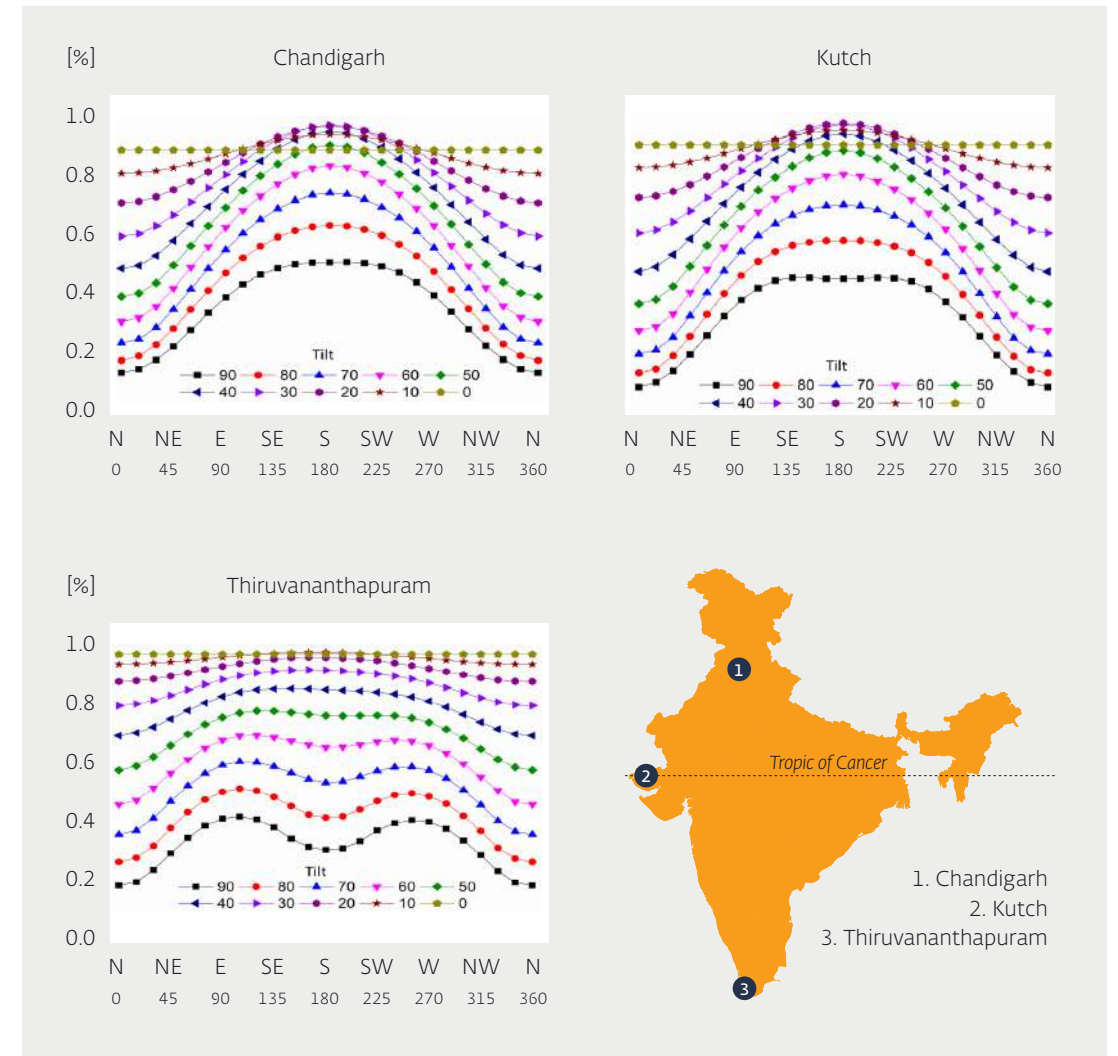 [%]
Chandigarh
1.0
0.8
0.6
0.4
0.2
0.0
Tilt
90 80 70 60 50
40 30 20 10 0
N NE E SE S SW W NW N
0 45 90 135 180 225 270 315 360
Kutch
Tilt
90 80 70 60 50
40 30 20 10 0
N NE E SE S SW W NW N
0 45 90 135 180 225 270 315 360
[%]
Thiruvananthapuram
1.0
0.8
0.6
0.4
0.2
0.0
Tilt
90 80 70 60 50
40 30 20 10 0
N NE E SE S SW W NW N
0 45 90 135 180 225 270 315 360
1
Tropic of Cancer
2
3
1. Chandigarh
2. Kutch
3. Thiruvananthapuram